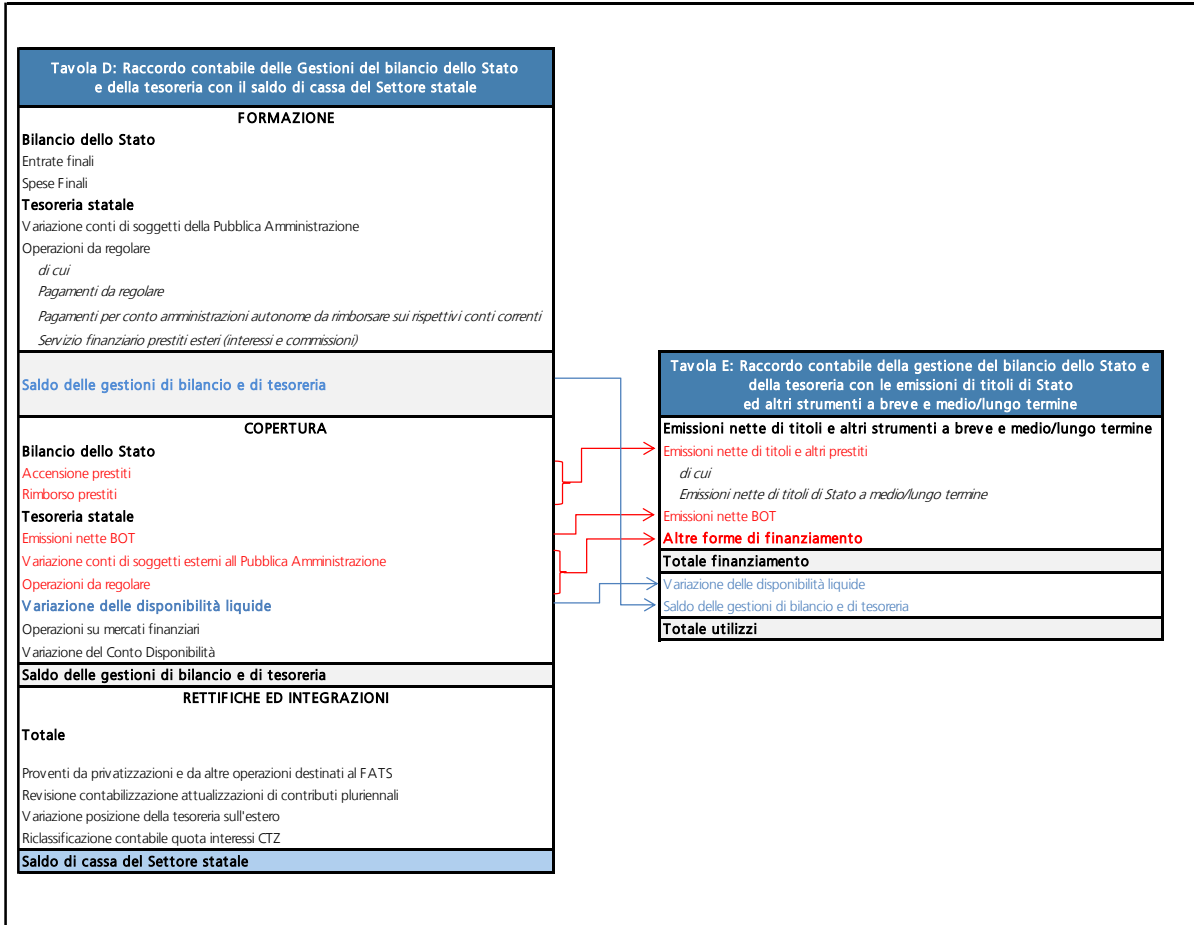 Tavola D: Raccordo contabile delle Gestioni del bilancio dello Stato
e della tesoreria con il saldo di cassa del Settore statale
FORMAZIONE
Bilancio dello Stato
Entrate finali
Spese Finali
Tesoreria statale
Variazione conti di soggetti della Pubblica Amministrazione
Operazioni da regolare
di cui
Pagamenti da regolare
Pagamenti per conto amministrazioni autonome da rimborsare sui rispettivi conti correnti
Servizio finanziario prestiti esteri (interessi e commissioni)
Saldo delle gestioni di bilancio e di tesoreria
COPERTURA
Bilancio dello Stato
Accensione prestiti
Rimborso prestiti
Tesoreria statale
Emissioni nette BOT
Variazione conti di soggetti esterni all Pubblica Amministrazione
Operazioni da regolare
Variazione delle disponibilità liquide
Operazioni su mercati finanziari
Variazione del Conto Disponibilità
Saldo delle gestioni di bilancio e di tesoreria
RETTIFICHE ED INTEGRAZIONI
Totale
Proventi da privatizzazioni e da altre operazioni destinati al FATS
Revisione contabilizzazione attualizzazioni di contributi pluriennali
Variazione posizione della tesoreria sull'estero
Riclassificazione contabile quota interessi CTZ
Saldo di cassa del Settore statale
Tavola E: Raccordo contabile della gestione del bilancio dello Stato e
della tesoreria con le emissioni di titoli di Stato
ed altri strumenti a breve e medio/lungo termine
Emissioni nette di titoli e altri strumenti a breve e medio/lungo termine
Emissioni nette di titoli e altri prestiti
di cui
Emissioni nette di titoli di Stato a medio/lungo termine
Emissioni nette BOT
Altre forme di finanziamento
Totale finanziamento
Variazione delle disponibilità liquide
Saldo delle gestioni di bilancio e di tesoreria
Totale utilizzi